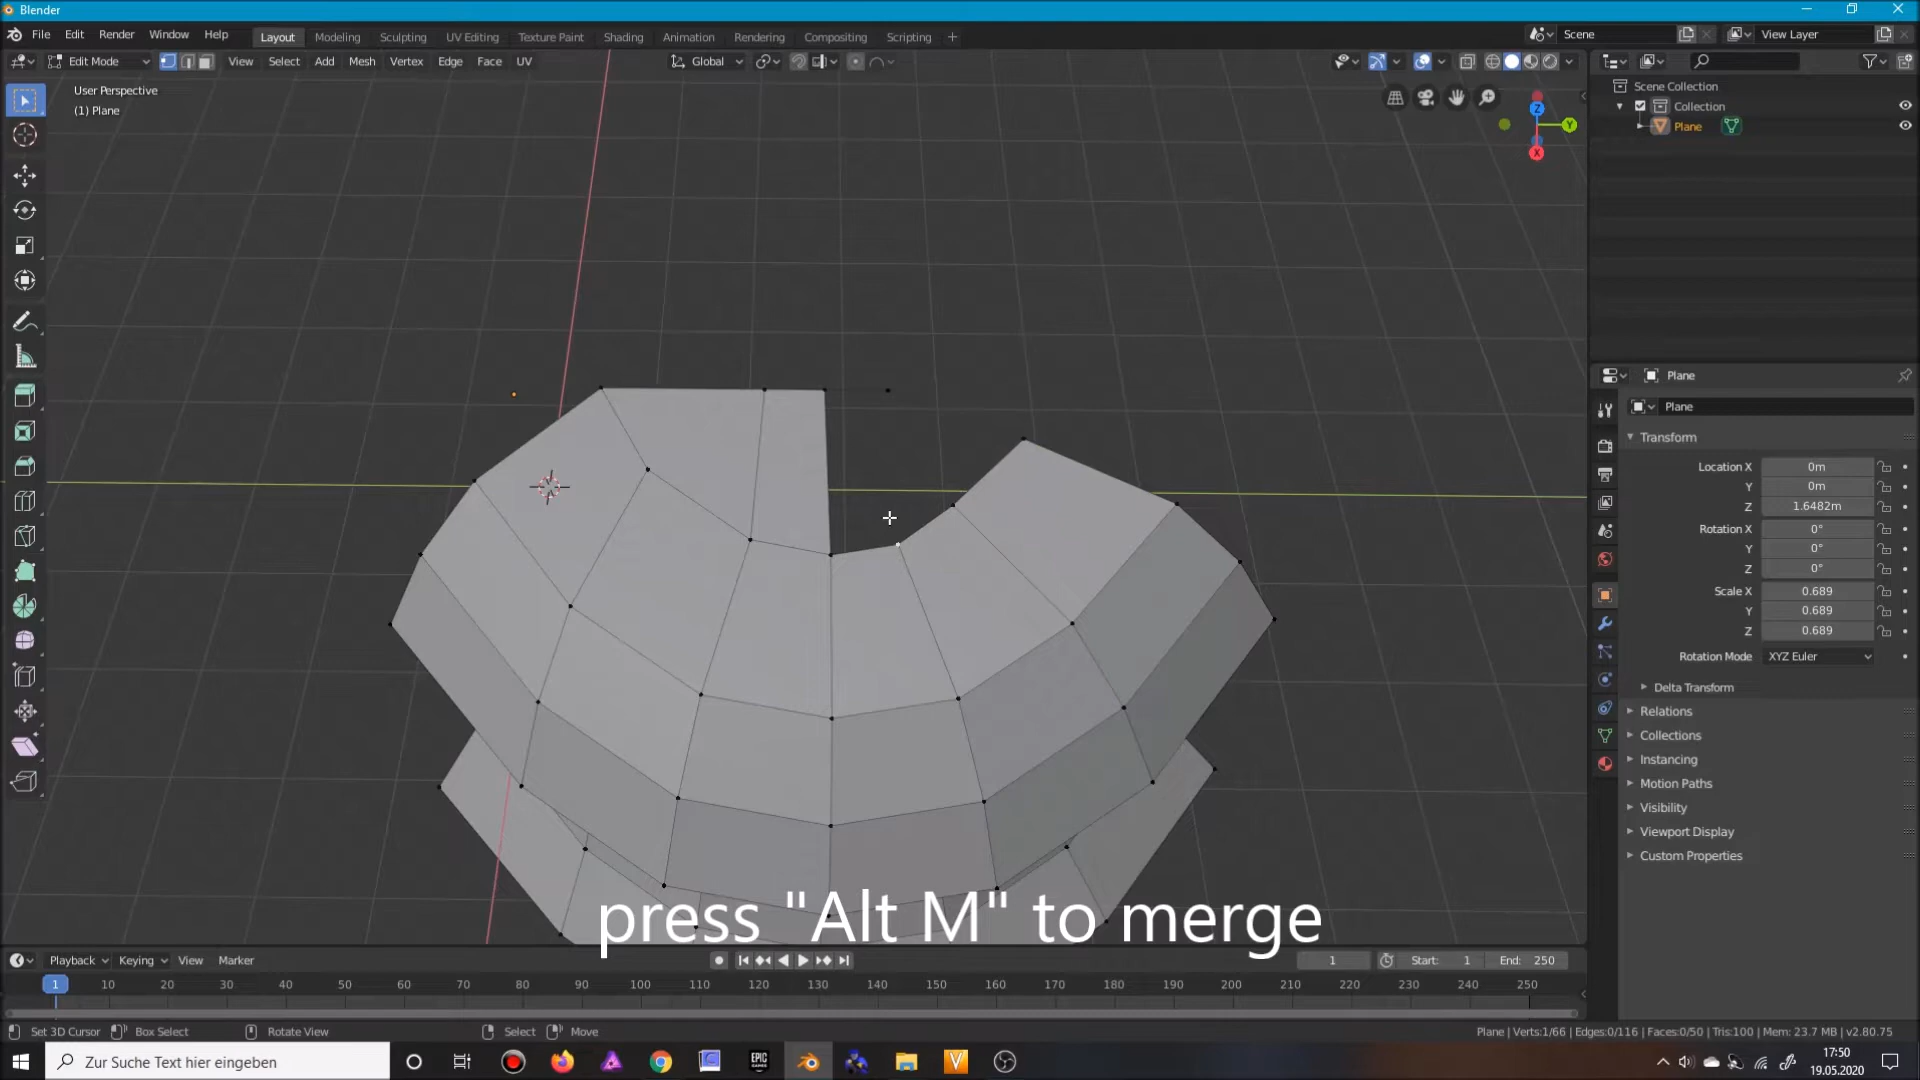 Blender
File Edit Render Window Help Layout Modeling Sculpting UV Editing Texture Paint Shading Animation Rendering Compositing Scripting + Scene View Layer
Edit Mode View Select Add Mesh Vertex Edge Face UV Global
User Perspective
(1) Plane
Z
Y
X
Scene Collection
Collection
Plane
Plane
Plane
Transform
Location X 0m
Y 0m
Z 1.6482m
Rotation X 0°
Y 0°
Z 0°
Scale X 0.689
Y 0.689
Z 0.689
Rotation Mode XYZ Euler
Delta Transform
Relations
Collections
Instancing
Motion Paths
Visibility
Viewport Display
Custom Properties
press "Alt M" to merge
Playback Keying View Marker 1 Start: 1 End: 250
1 10 20 30 40 50 60 70 80 90 100 110 120 130 140 150 160 170 180 190 200 210 220 230 240 250
Set 3D Cursor Box Select Rotate View Select Move Plane | Verts:1/66 | Edges:0/116 | Faces:0/50 | Tris:100 | Mem: 23.7 MB | v2.80.75
Zur Suche Text hier eingeben
EPIC GAMES
V
17:50
19.05.2020